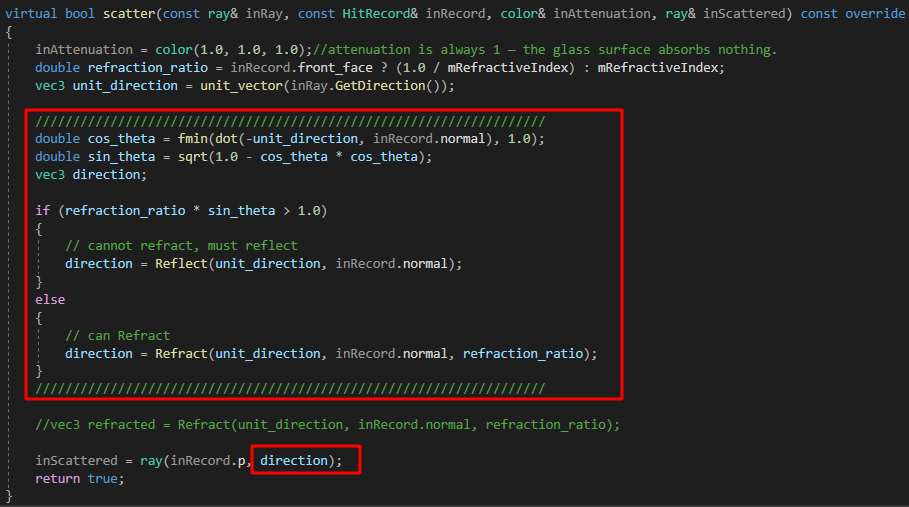 virtual bool scatter(const ray& inRay, const HitRecord& inRecord, color& inAttenuation, ray& inScattered) const override
{
inAttenuation = color(1.0, 1.0, 1.0);//attenuation is always 1 — the glass surface absorbs nothing.
double refraction_ratio = inRecord.front_face ? (1.0 / mRefractiveIndex) : mRefractiveIndex;
vec3 unit_direction = unit_vector(inRay.GetDirection());
////////////////////////////////////////////////////////////////////
double cos_theta = fmin(dot(-unit_direction, inRecord.normal), 1.0);
double sin_theta = sqrt(1.0 - cos_theta * cos_theta);
vec3 direction;
if (refraction_ratio * sin_theta > 1.0)
{
// cannot refract, must reflect
direction = Reflect(unit_direction, inRecord.normal);
}
else
{
// can Refract
direction = Refract(unit_direction, inRecord.normal, refraction_ratio);
}
////////////////////////////////////////////////////////////////////
//vec3 refracted = Refract(unit_direction, inRecord.normal, refraction_ratio);
inScattered = ray(inRecord.p, direction);
return true;
}